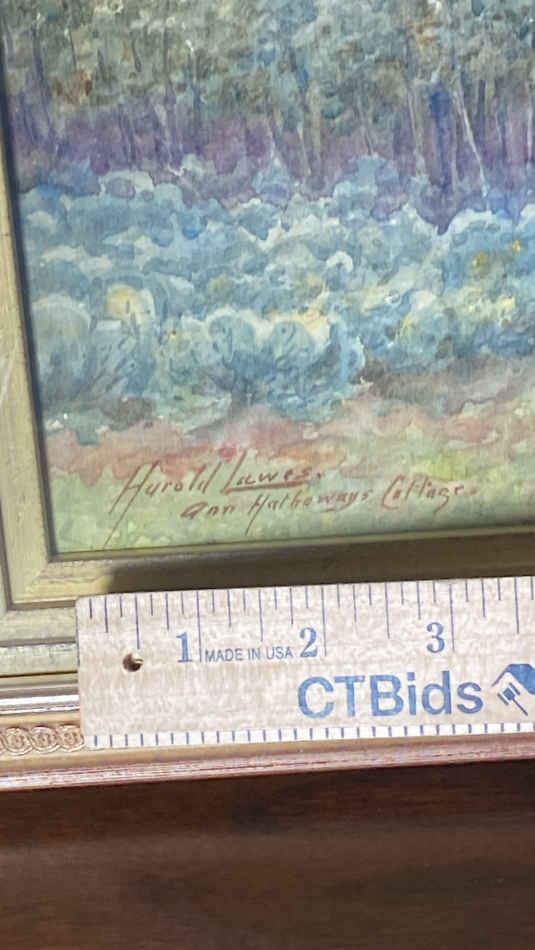 Harold Lawes.
Ann Hathaways Cottage.
1 MADE IN USA 2 3
CTBids